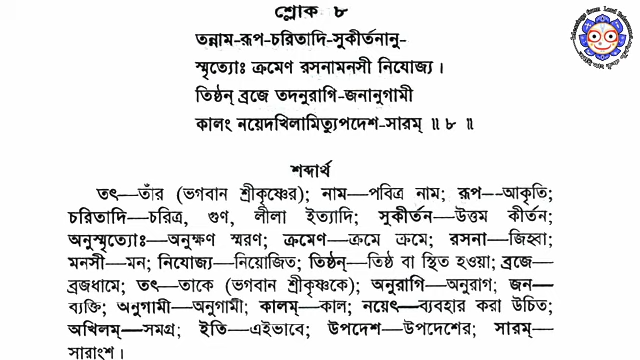 শ্লোক ৮
তন্নাম-রূপ-চরিতাদি-সুকীর্তনানু-
স্মৃত্যোঃ ক্রমেণ রসনামনসী নিযোজ্য।
তিষ্ঠন্ ব্রজে তদনুরাগি-জনানুগামী
কালং নয়েদখিলামিত্যুপদেশ-সারম্ ॥ ৮ ॥
শব্দার্থ
তৎ—তাঁর (ভগবান শ্রীকৃষ্ণের); নাম—পবিত্র নাম; রূপ—আকৃতি;
চরিতাদি—চরিত্র, গুণ, লীলা ইত্যাদি; সুকীর্তন—উত্তম কীর্তন;
অনুস্মৃত্যোঃ—অনুক্ষণ স্মরণ; ক্রমেণ—ক্রমে ক্রমে; রসনা—জিহ্বা;
মনসী—মন; নিযোজ্য—নিয়োজিত; তিষ্ঠন্—তিষ্ঠ বা স্থিত হওয়া; ব্রজে—
ব্রজধামে; তৎ—তাকে (ভগবান শ্রীকৃষ্ণকে); অনুরাগি—অনুরাগ; জন—
ব্যক্তি; অনুগামী—অনুগামী; কালম্—কাল; নয়েৎ—ব্যবহার করা উচিত;
অখিলম্—সমগ্র; ইতি—এইভাবে; উপদেশ—উপদেশের; সারম্—
সারাংশ।